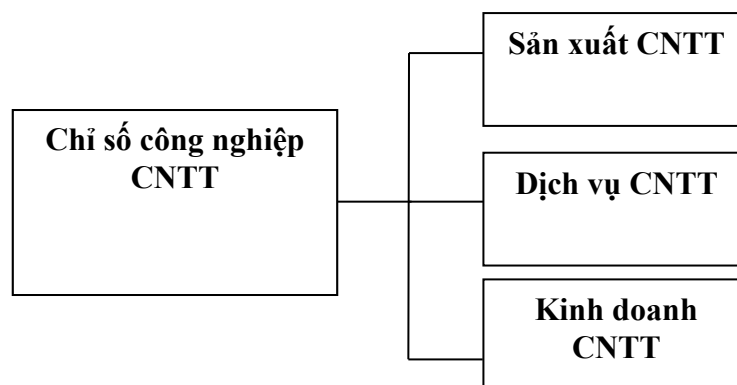 Sản xuất CNTT
Chỉ số công nghiệp
CNTT
Dịch vụ CNTT
Kinh doanh
CNTT